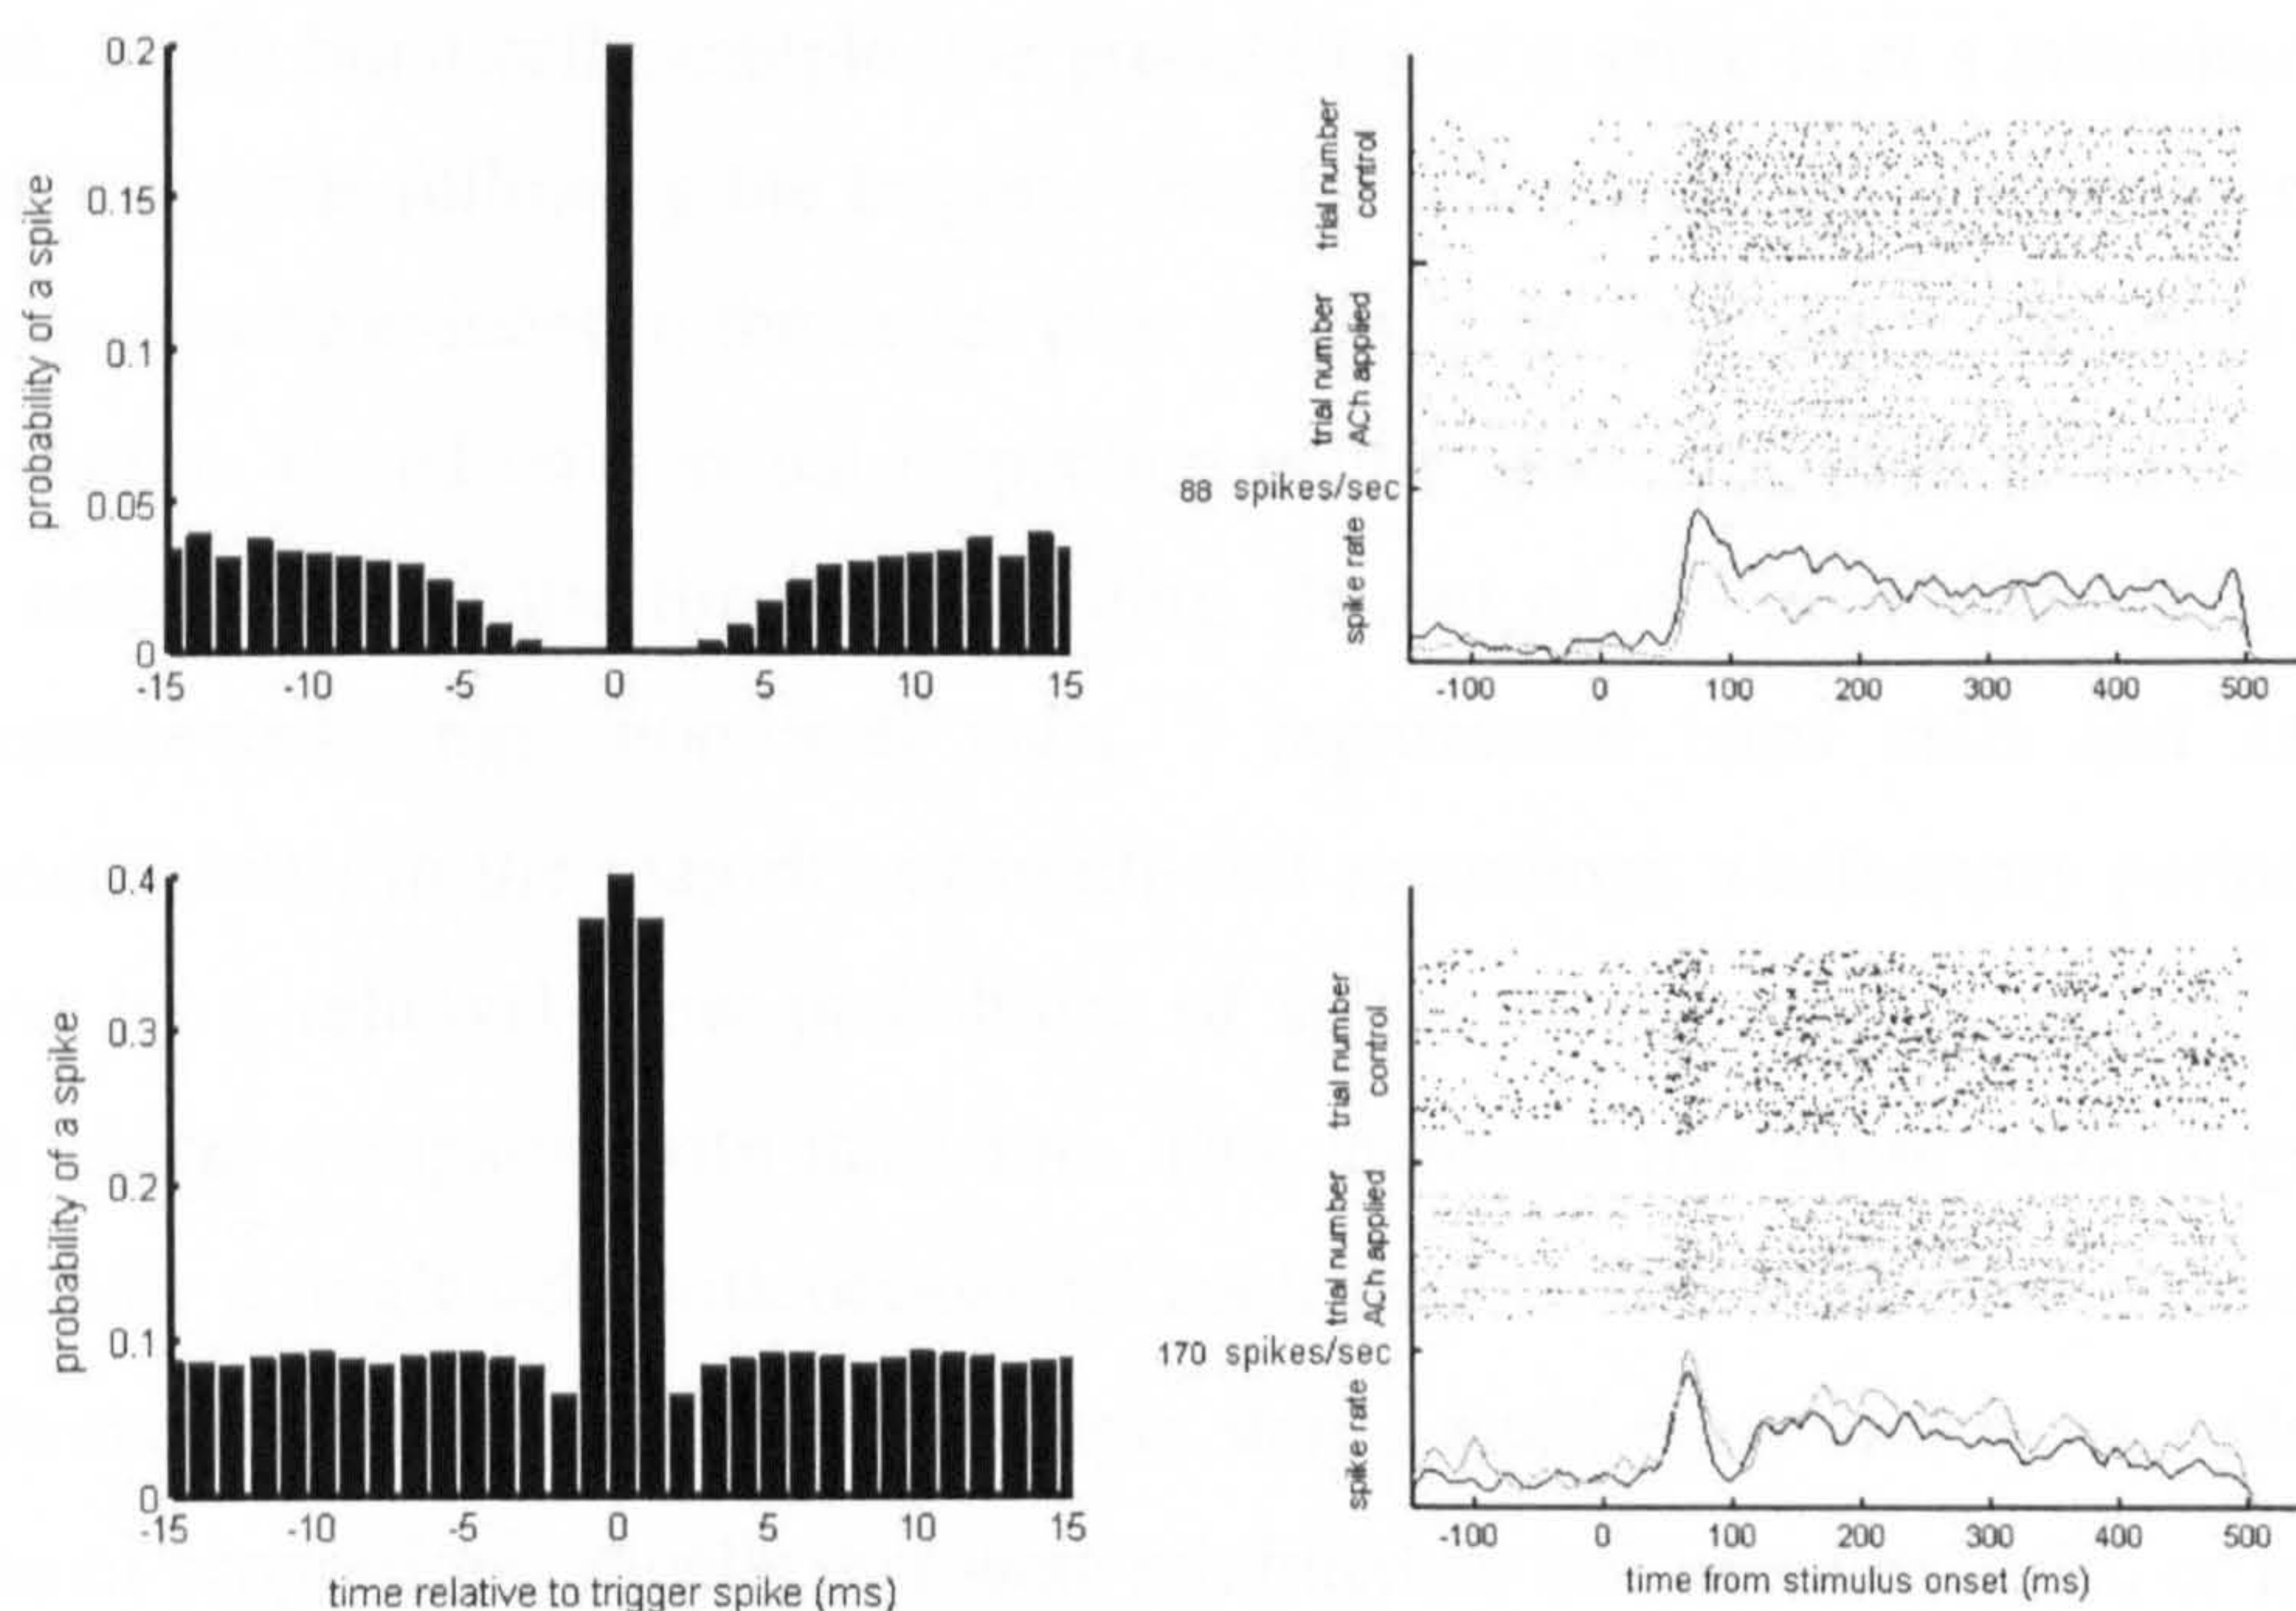 probability of a spike
0.2
0.15
0.1
0.05
0
-15 -10 -5 0 5 10 15
trial number
control
trial number
ACh applied
88 spikes/sec
spike rate
-100 0 100 200 300 400 500
probability of a spike
0.4
0.3
0.2
0.1
0
-15 -10 -5 0 5 10 15
time relative to trigger spike (ms)
trial number
control
trial number
ACh applied
170 spikes/sec
spike rate
-100 0 100 200 300 400 500
time from stimulus onset (ms)